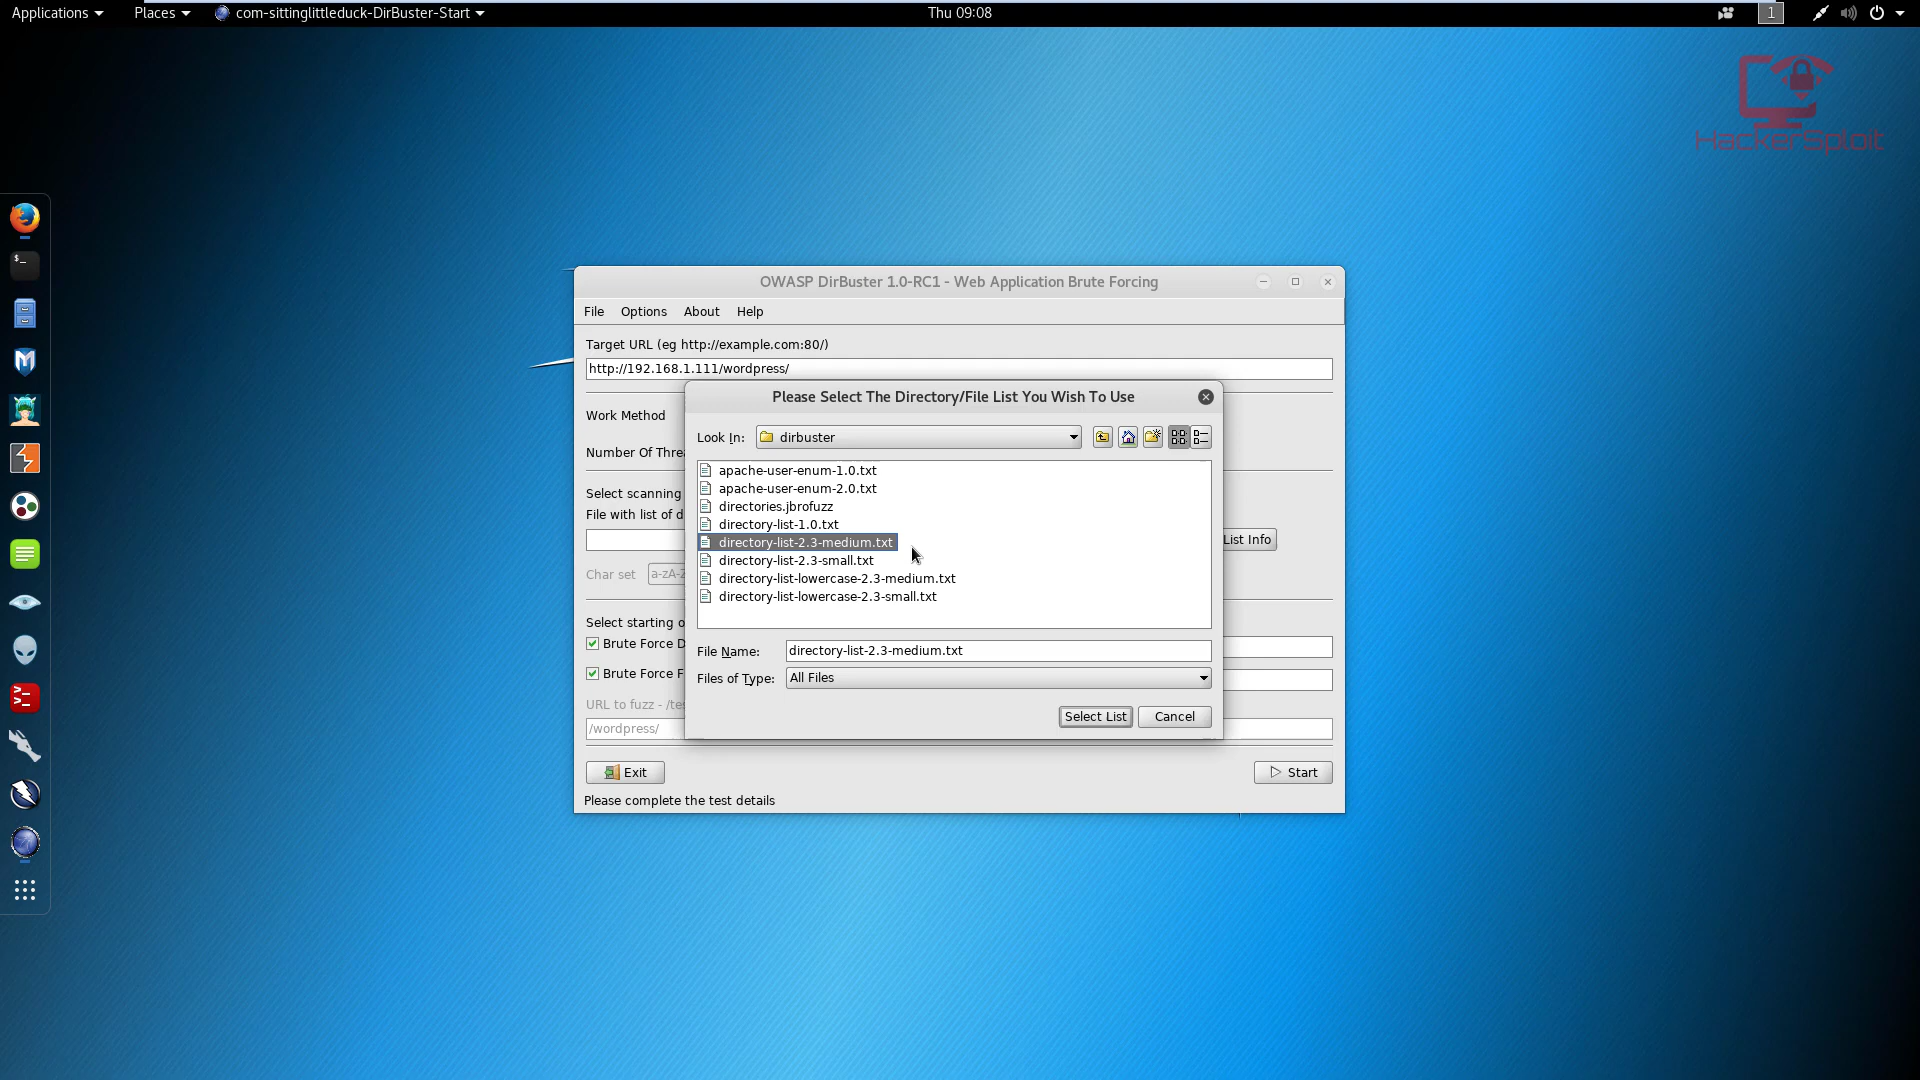 Applications
Places
com-sittinglittleduck-DirBuster-Start
Thu 09:08
1
HackerSploit
OWASP DirBuster 1.0-RC1 - Web Application Brute Forcing
File
Options
About
Help
Target URL (eg http://example.com:80/)
http://192.168.1.111/wordpress/
Please Select The Directory/File List You Wish To Use
Work Method
Look In:
dirbuster
Number Of Threa
apache-user-enum-1.0.txt
apache-user-enum-2.0.txt
directories.jbrofuzz
directory-list-1.0.txt
directory-list-2.3-medium.txt
directory-list-2.3-small.txt
directory-list-lowercase-2.3-medium.txt
directory-list-lowercase-2.3-small.txt
Select scanning
File with list of d
List Info
Char set
a-zA-Z
Select starting o
Brute Force D
File Name:
directory-list-2.3-medium.txt
Brute Force F
Files of Type:
All Files
URL to fuzz - /tes
/wordpress/
Select List
Cancel
Exit
Start
Please complete the test details